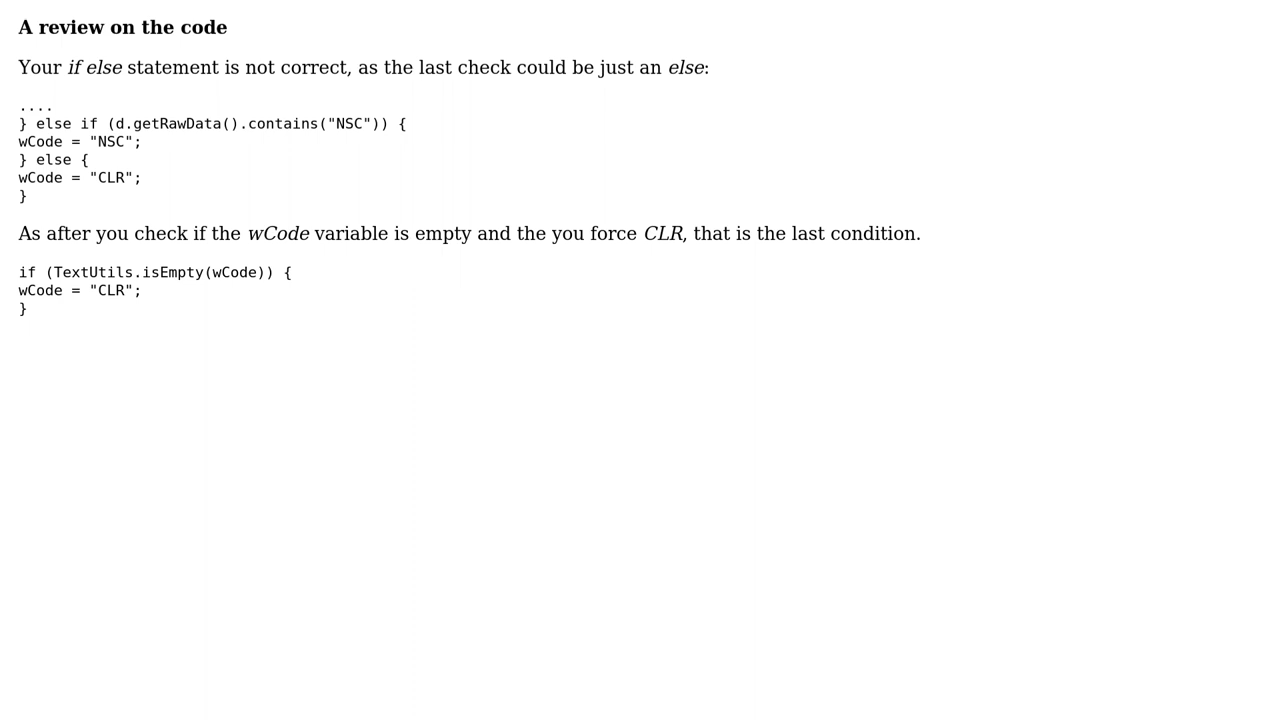 A review on the code
Your if else statement is not correct, as the last check could be just an else:
....
} else if (d.getRawData().contains("NSC")) {
wCode = "NSC";
} else {
wCode = "CLR";
}
As after you check if the wCode variable is empty and the you force CLR, that is the last condition.
if (TextUtils.isEmpty(wCode)) {
wCode = "CLR";
}